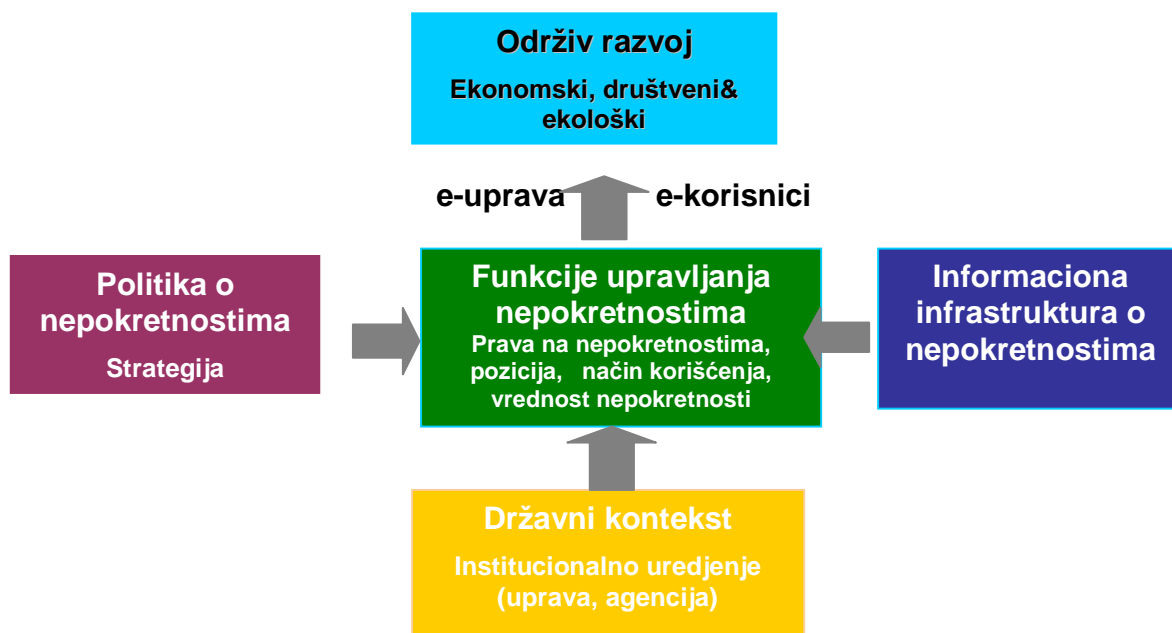 Održiv razvoj
Ekonomski, društveni&
ekološki
e-uprava
e-korisnici
Politika o
nepokretnostima
Strategija
Funkcije upravljanja
nepokretnostima
Prava na nepokretnostima,
pozicija, način korišćenja,
vrednost nepokretnosti
Informaciona
infrastruktura o
nepokretnostima
Državni kontekst
Institucionalno uredjenje
(uprava, agencija)